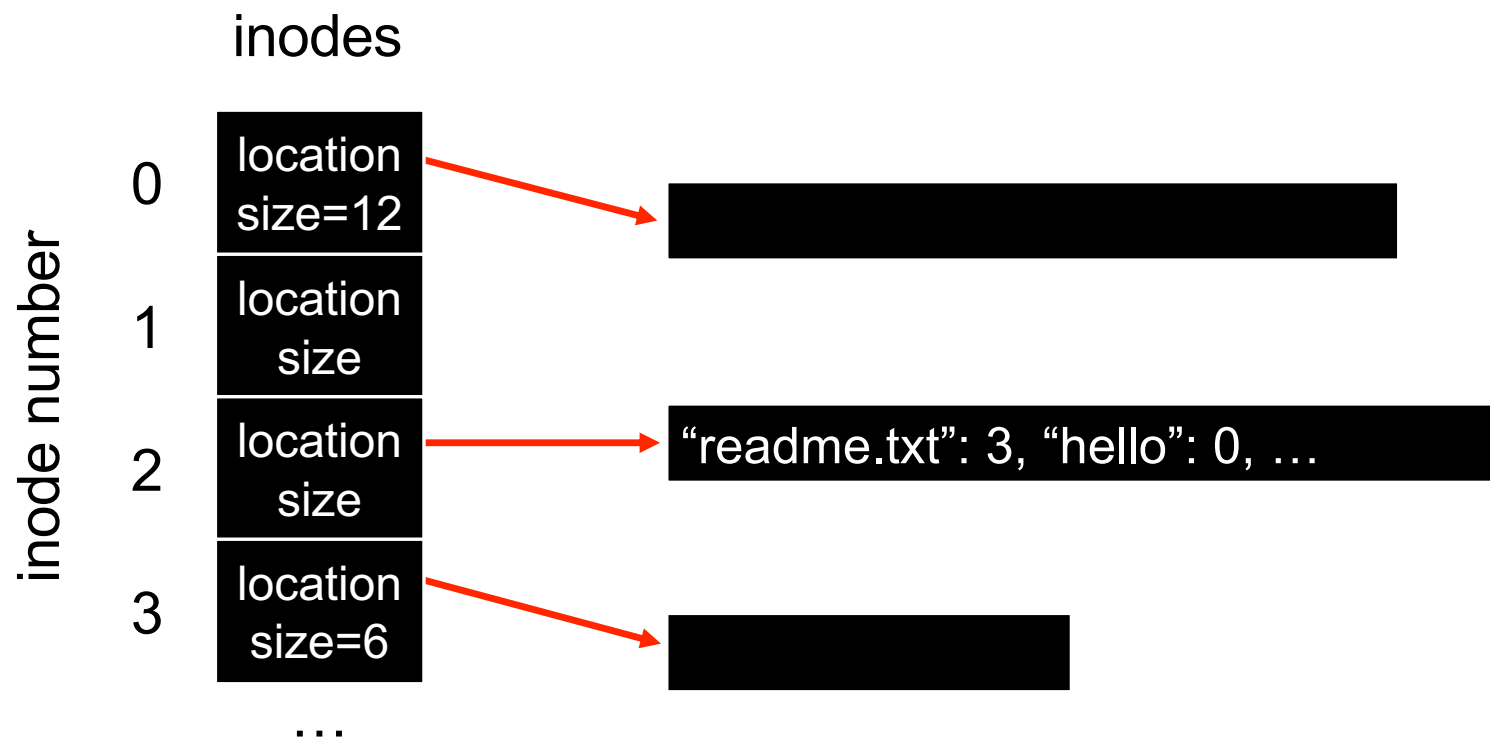 inodes
inode number
0
location
size=12
1
location
size
2
location
size
“readme.txt”: 3, “hello”: 0, …
3
location
size=6
…